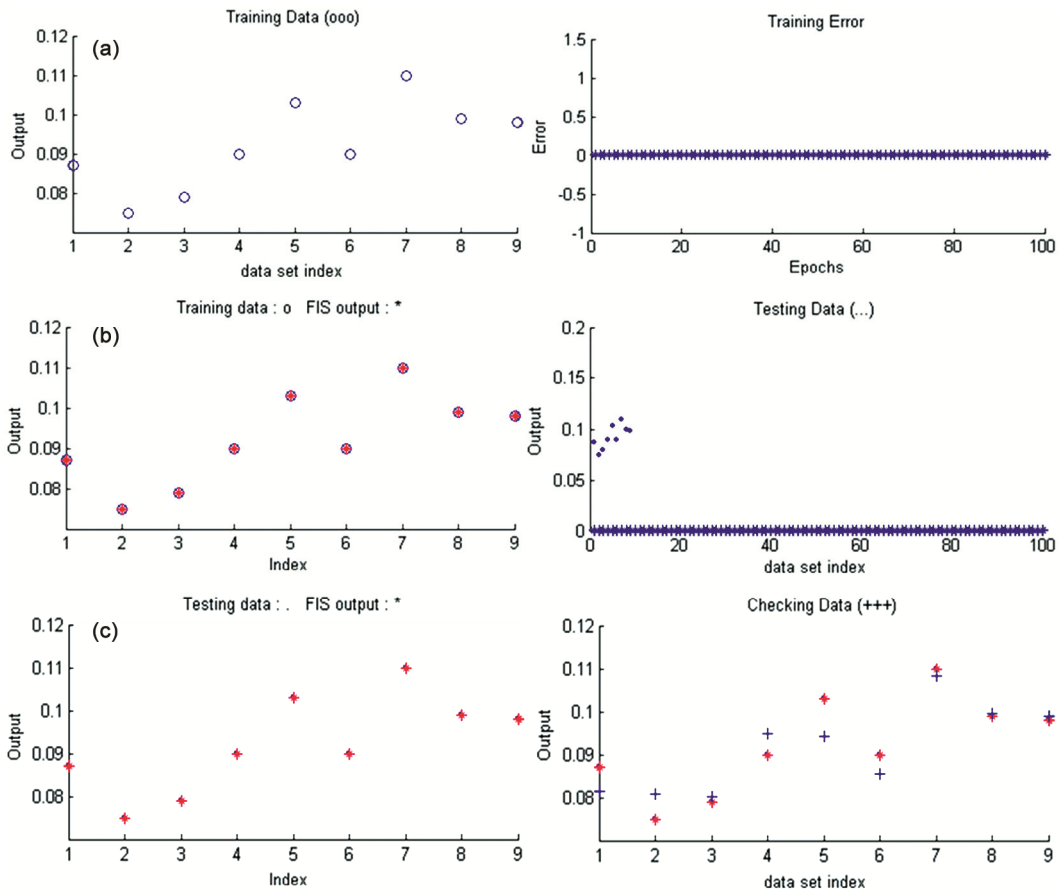 Training Data (ooo)
(a)
0.12
0.11
0.1
0.09
0.08
Output
1 2 3 4 5 6 7 8 9
data set index
Training Error
1.5
1
0.5
0
-0.5
-1
Error
0 20 40 60 80 100
Epochs
Training data : o FIS output : *
(b)
0.12
0.11
0.1
0.09
0.08
Output
1 2 3 4 5 6 7 8 9
Index
Testing Data (...)
0.2
0.15
0.1
0.05
0
Output
0 20 40 60 80 100
data set index
Testing data : . FIS output : *
(c)
0.12
0.11
0.1
0.09
0.08
Output
1 2 3 4 5 6 7 8 9
Index
Checking Data (+++)
0.12
0.11
0.1
0.09
0.08
Output
1 2 3 4 5 6 7 8 9
data set index